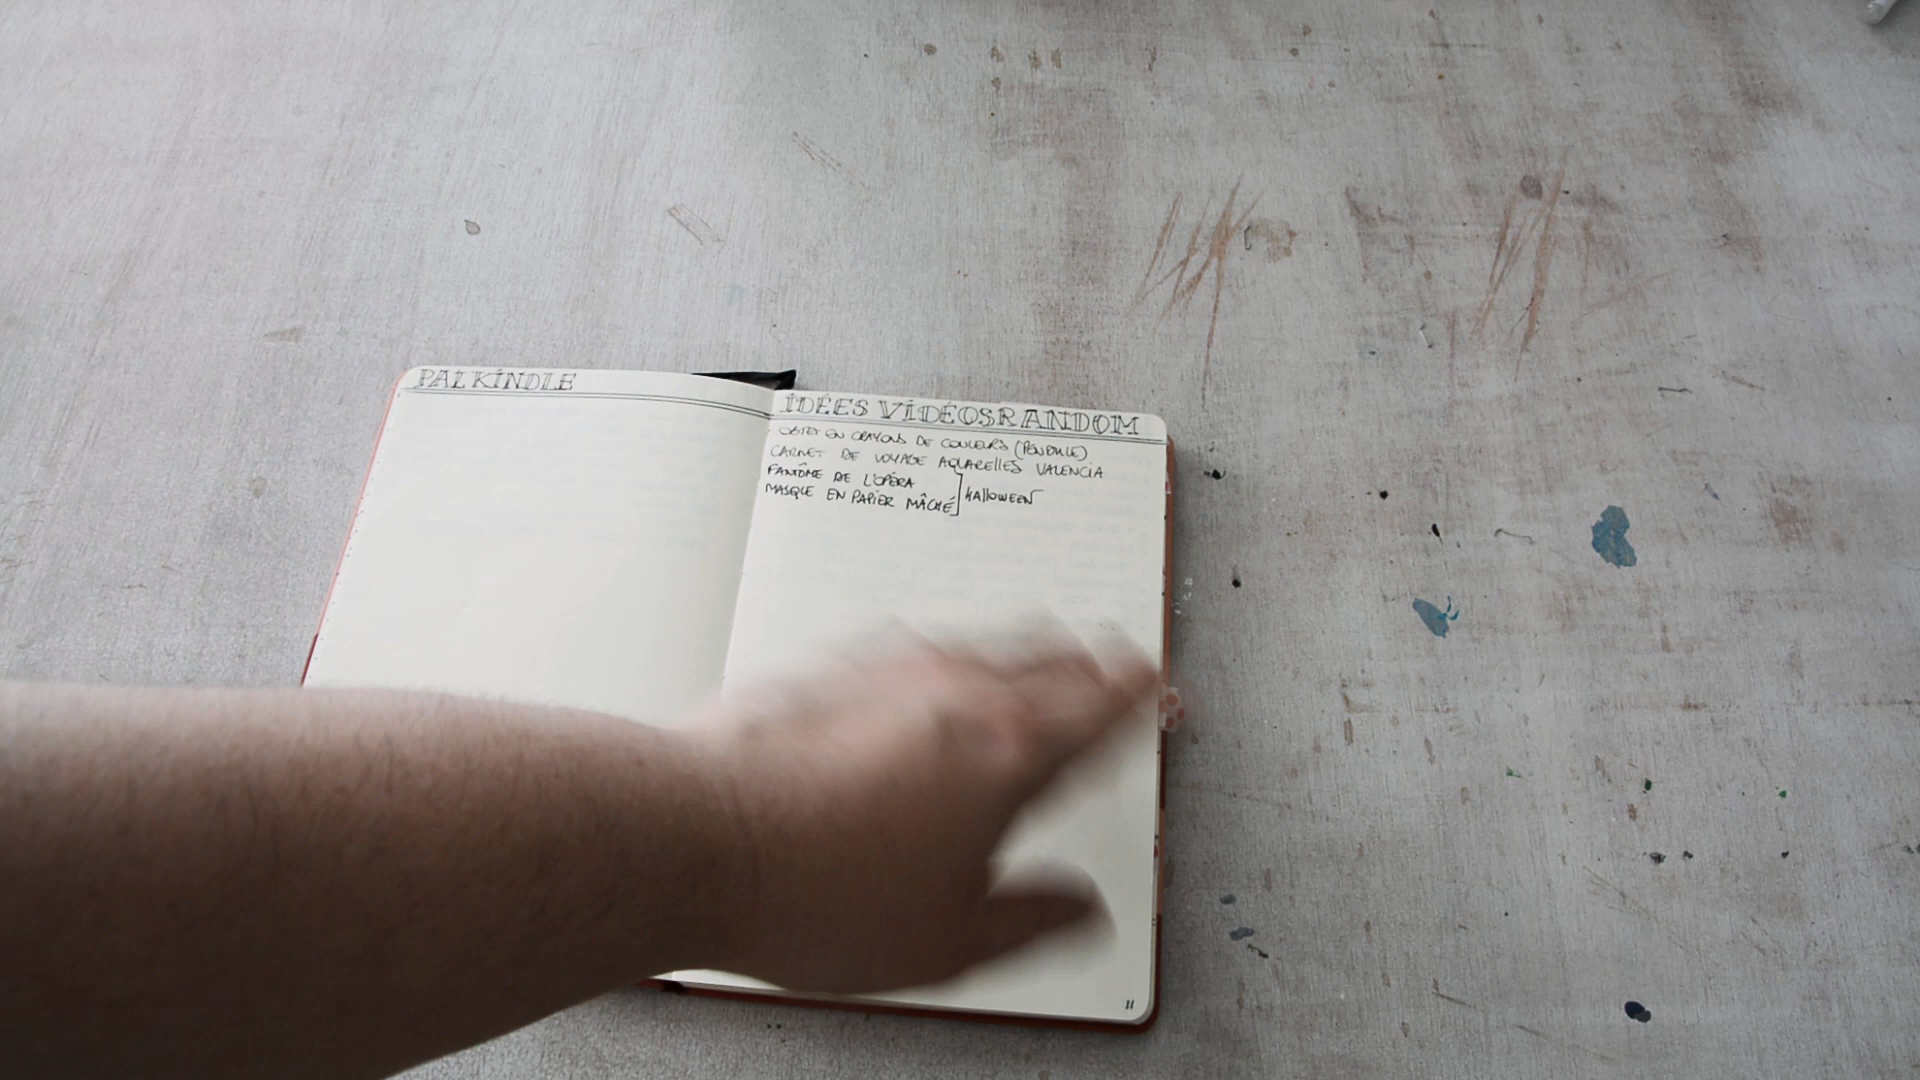 PAL KINDLE
IDÉES VIDÉOS RANDOM
OBJET EN CRAYONS DE COULEURS (PENDULE)
CARNET DE VOYAGE AQUARELLES VALENCIA
FANTÔME DE L'OPÉRA
MASQUE EN PAPIER MÂCHÉ
HALLOWEEN
11